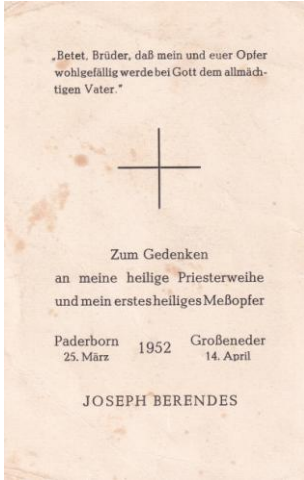 „Betet, Brüder, daß mein und euer Opfer
wohlgefällig werde bei Gott dem allmäch-
tigen Vater.“
Zum Gedenken
an meine heilige Priesterweihe
und mein erstes heiliges Meßopfer
Paderborn 1952 Großeneder
25. März 14. April
JOSEPH BERENDES